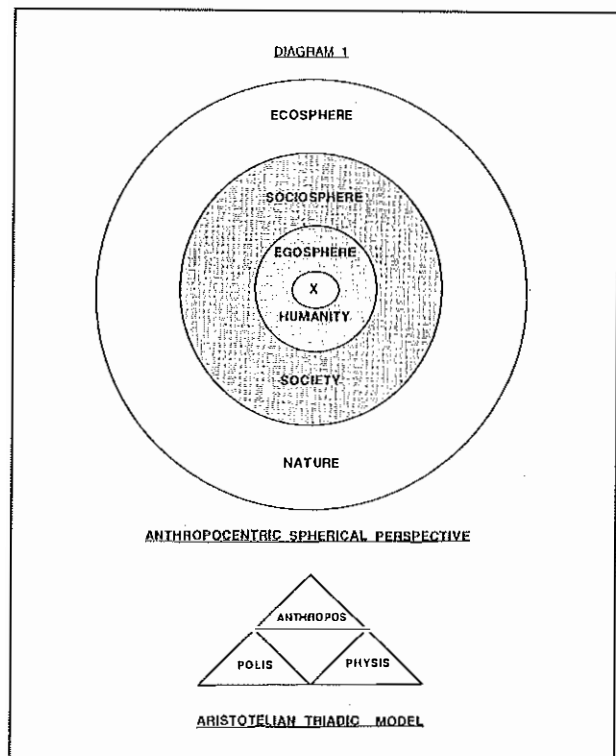 DIAGRAM 1
ECOSPHERE
SOCIOSPHERE
EGOSPHERE
X
HUMANITY
SOCIETY
NATURE
ANTHROPOCENTRIC SPHERICAL PERSPECTIVE
ANTHROPOS
POLIS PHYSIS
ARISTOTELIAN TRIADIC MODEL